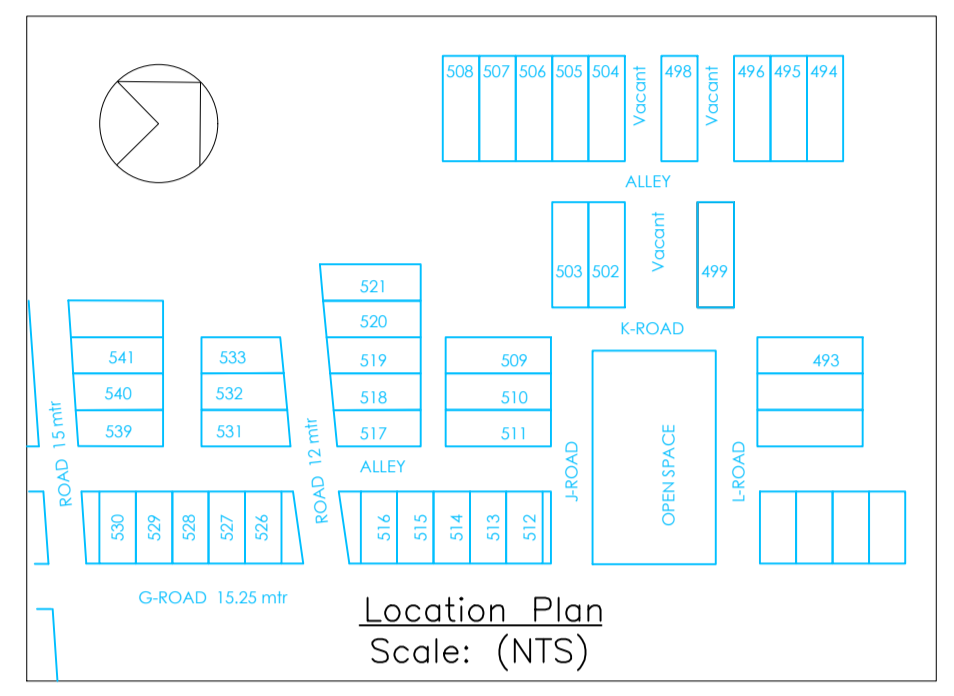 508 507 506 505 504 Vacant 498 Vacant 496 495 494
ALLEY
503 502 Vacant 499
K-ROAD
521
520
519
518
517
541
540
539
533
532
531
509
510
511
493
ROAD 15 mtr
ROAD 12 mtr
ALLEY
J-ROAD
OPEN SPACE
L-ROAD
530 529 528 527 526
516 515 514 513 512
G-ROAD 15.25 mtr
Location Plan
Scale: (NTS)